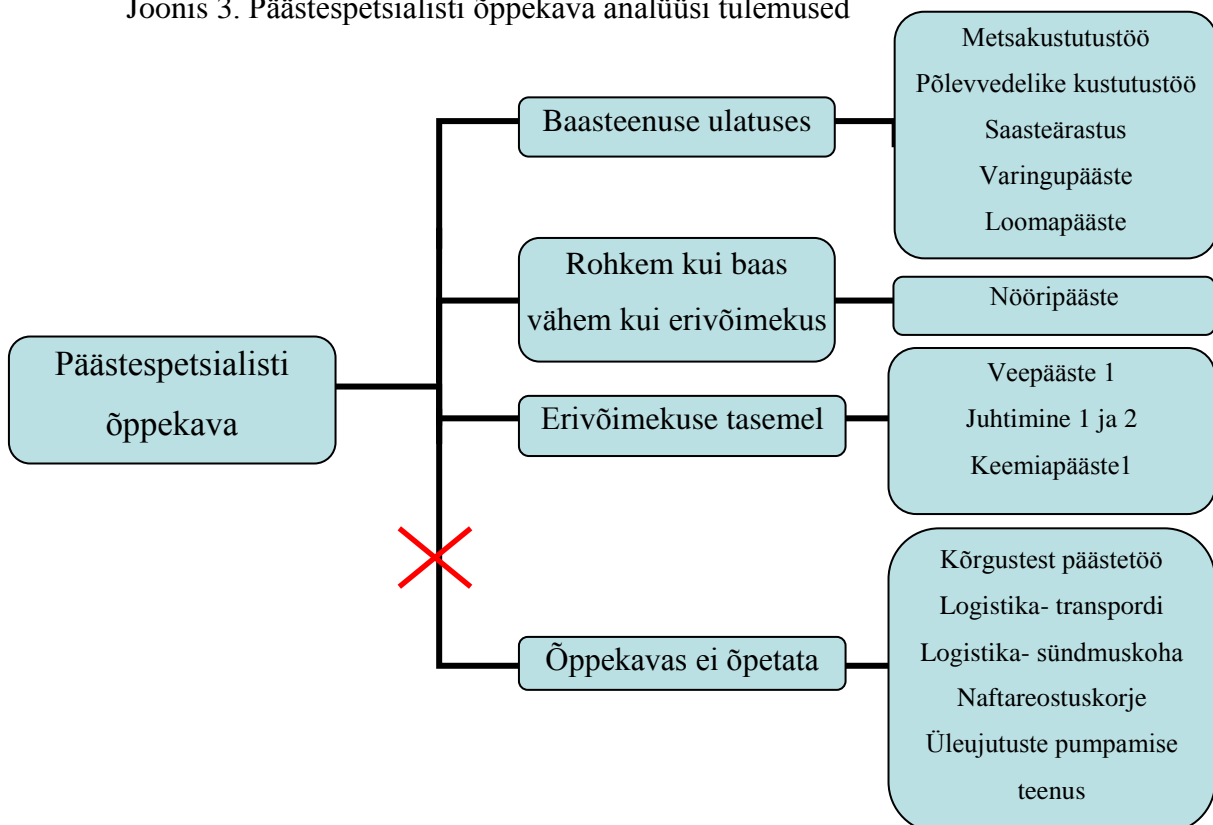 Joonis 3. Päästespetsialisti õppekava analüüsi tulemused
Metsakustutustöö
Põlevvedelike kustutustöö
Saasteärastus
Varingupääste
Loomapääste
Baasteenuse ulatuses
Rohkem kui baas
vähem kui erivõimekus
Nööripääste
Päästespetsialisti
õppekava
Erivõimekuse tasemel
Veepääste 1
Juhtimine 1 ja 2
Keemiapääste1
Õppekavas ei õpetata
Kõrgustest päästetöö
Logistika- transpordi
Logistika- sündmuskoha
Naftareostuskorje
Üleujutuste pumpamise
teenus